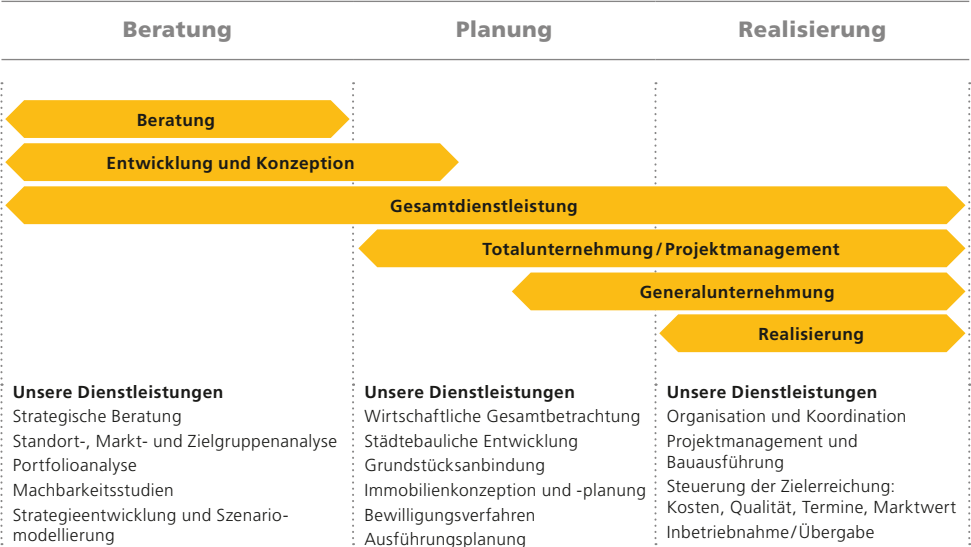 Beratung
Planung
Realisierung
Beratung
Entwicklung und Konzeption
Gesamtdienstleistung
Totalunternehmung / Projektmanagement
Generalunternehmung
Realisierung
Unsere Dienstleistungen
Strategische Beratung
Standort-, Markt- und Zielgruppenanalyse
Portfolioanalyse
Machbarkeitsstudien
Strategieentwicklung und Szenario-
modellierung
Unsere Dienstleistungen
Wirtschaftliche Gesamtbetrachtung
Städtebauliche Entwicklung
Grundstücksanbindung
Immobilienkonzeption und -planung
Bewilligungsverfahren
Ausführungsplanung
Unsere Dienstleistungen
Organisation und Koordination
Projektmanagement und
Bauausführung
Steuerung der Zielerreichung:
Kosten, Qualität, Termine, Marktwert
Inbetriebnahme/Übergabe